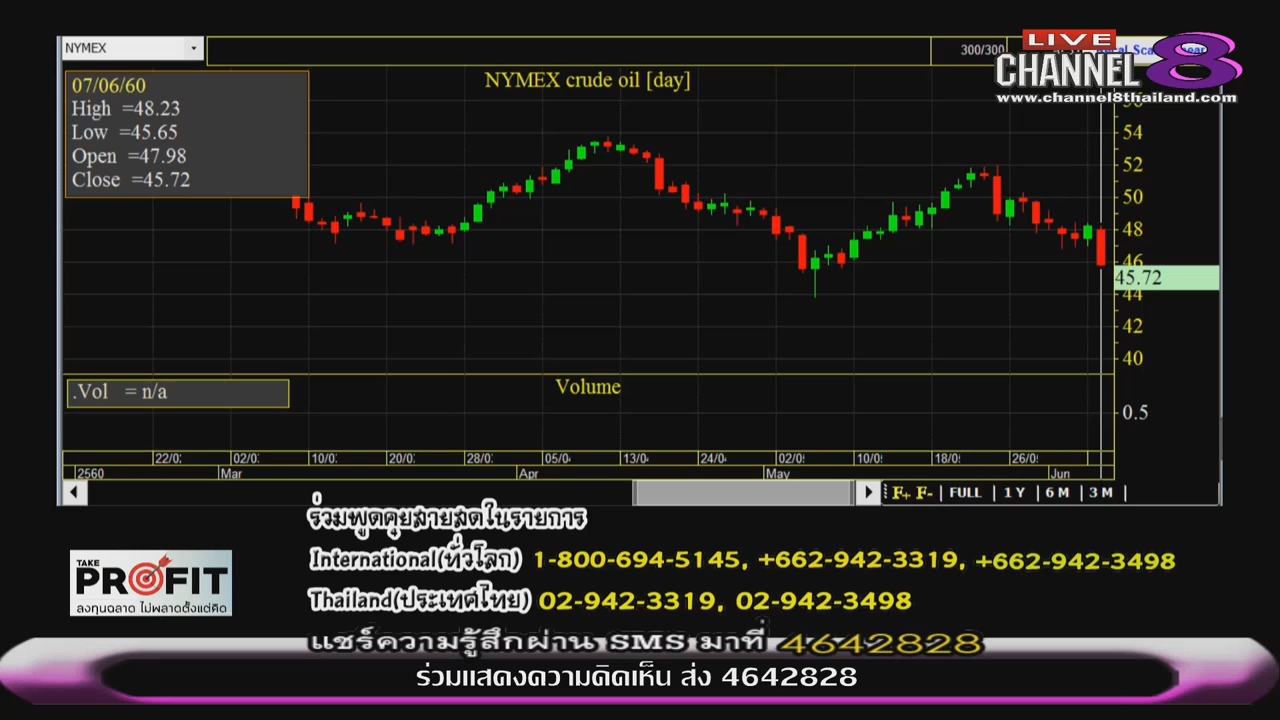 NYMEX
300/300
LIVE
CHANNEL 8
www.channel8thailand.com
NYMEX crude oil [day]
07/06/60
High =48.23
Low =45.65
Open =47.98
Close =45.72
54
52
50
48
46
45.72
44
42
40
.Vol = n/a
Volume
0.5
22/0 02/0 10/0 20/0 28/0 05/0 13/0 24/0 02/0 10/0 18/0 26/0
2560 Mar Apr May Jun
F+ F- | FULL | 1 Y | 6 M | 3 M |
ร่วมพูดคุยสายสดในรายการ
International(ทั่วโลก) 1-800-694-5145, +662-942-3319, +662-942-3498
TAKE PROFIT
ลงทุนฉลาด ไม่พลาดตั้งแต่คิด
Thailand(ประเทศไทย) 02-942-3319, 02-942-3498
แชร์ความรู้สึกผ่าน SMS มาที่ 4642828
ร่วมแสดงความคิดเห็น ส่ง 4642828